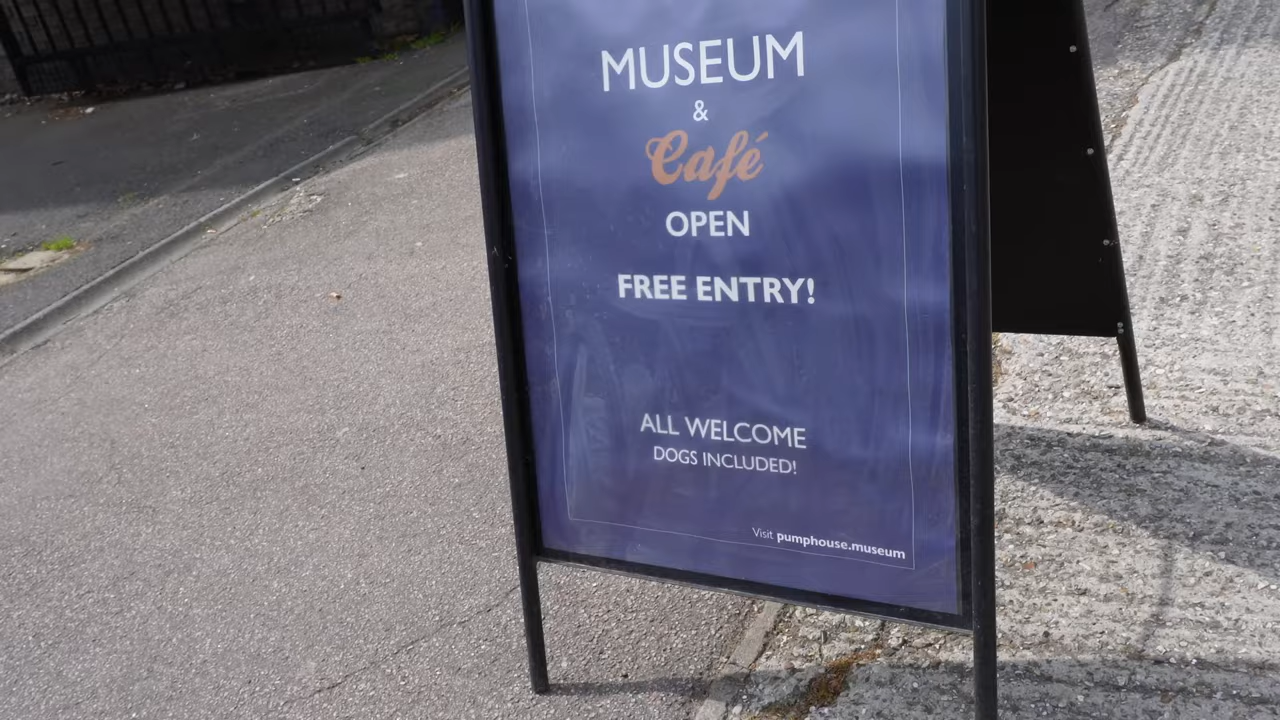 MUSEUM
&
Café
OPEN
FREE ENTRY!
ALL WELCOME
DOGS INCLUDED!
Visit pumphouse.museum